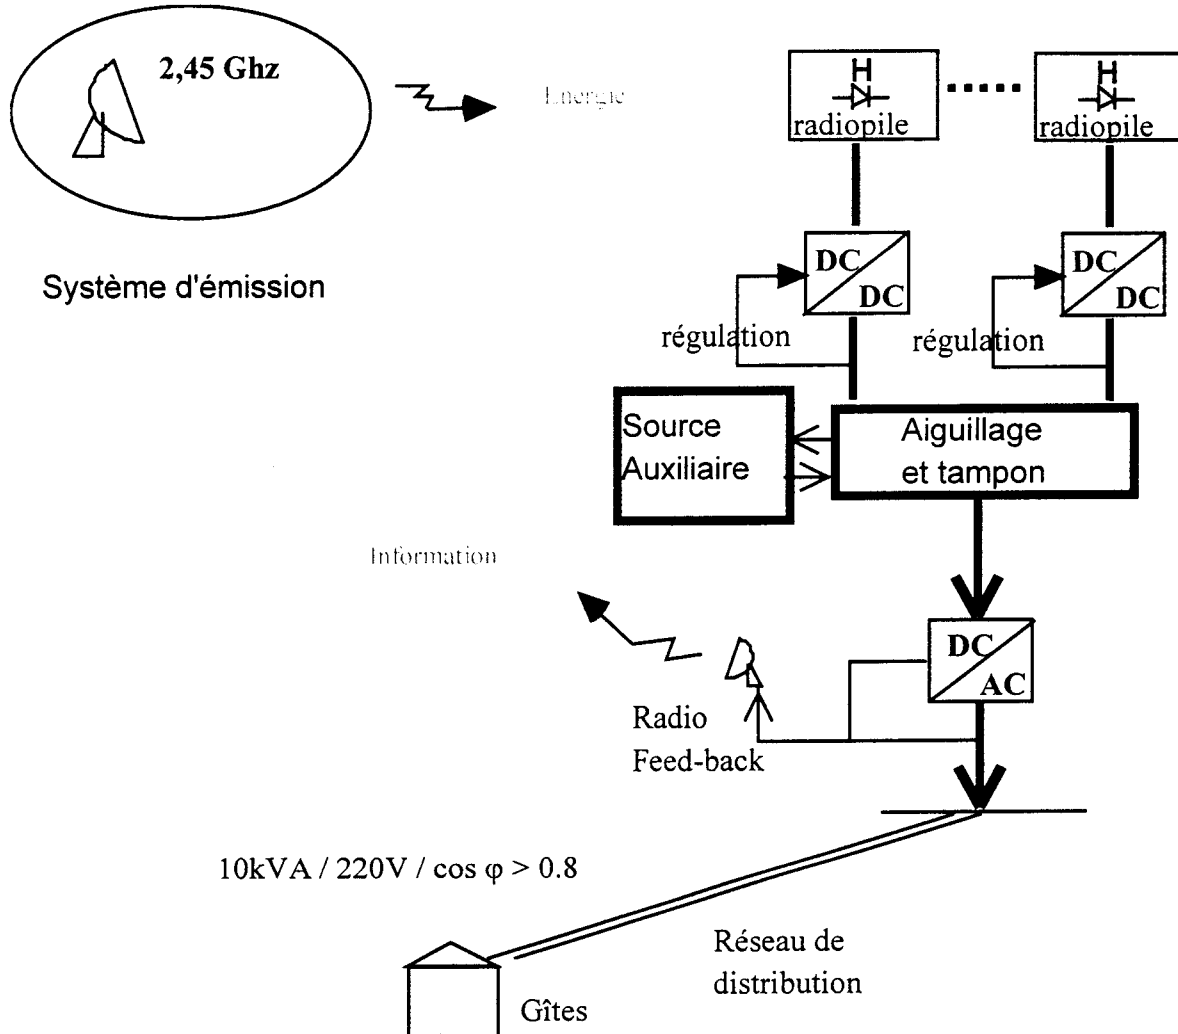 2,45 Ghz
Energie
Système d'émission
H
radiopile
H
radiopile
DC
DC
DC
DC
régulation
régulation
Source
Auxiliaire
Aiguillage
et tampon
Information
DC
AC
Radio
Feed-back
10kVA / 220V / cos φ > 0.8
Réseau de
distribution
Gîtes